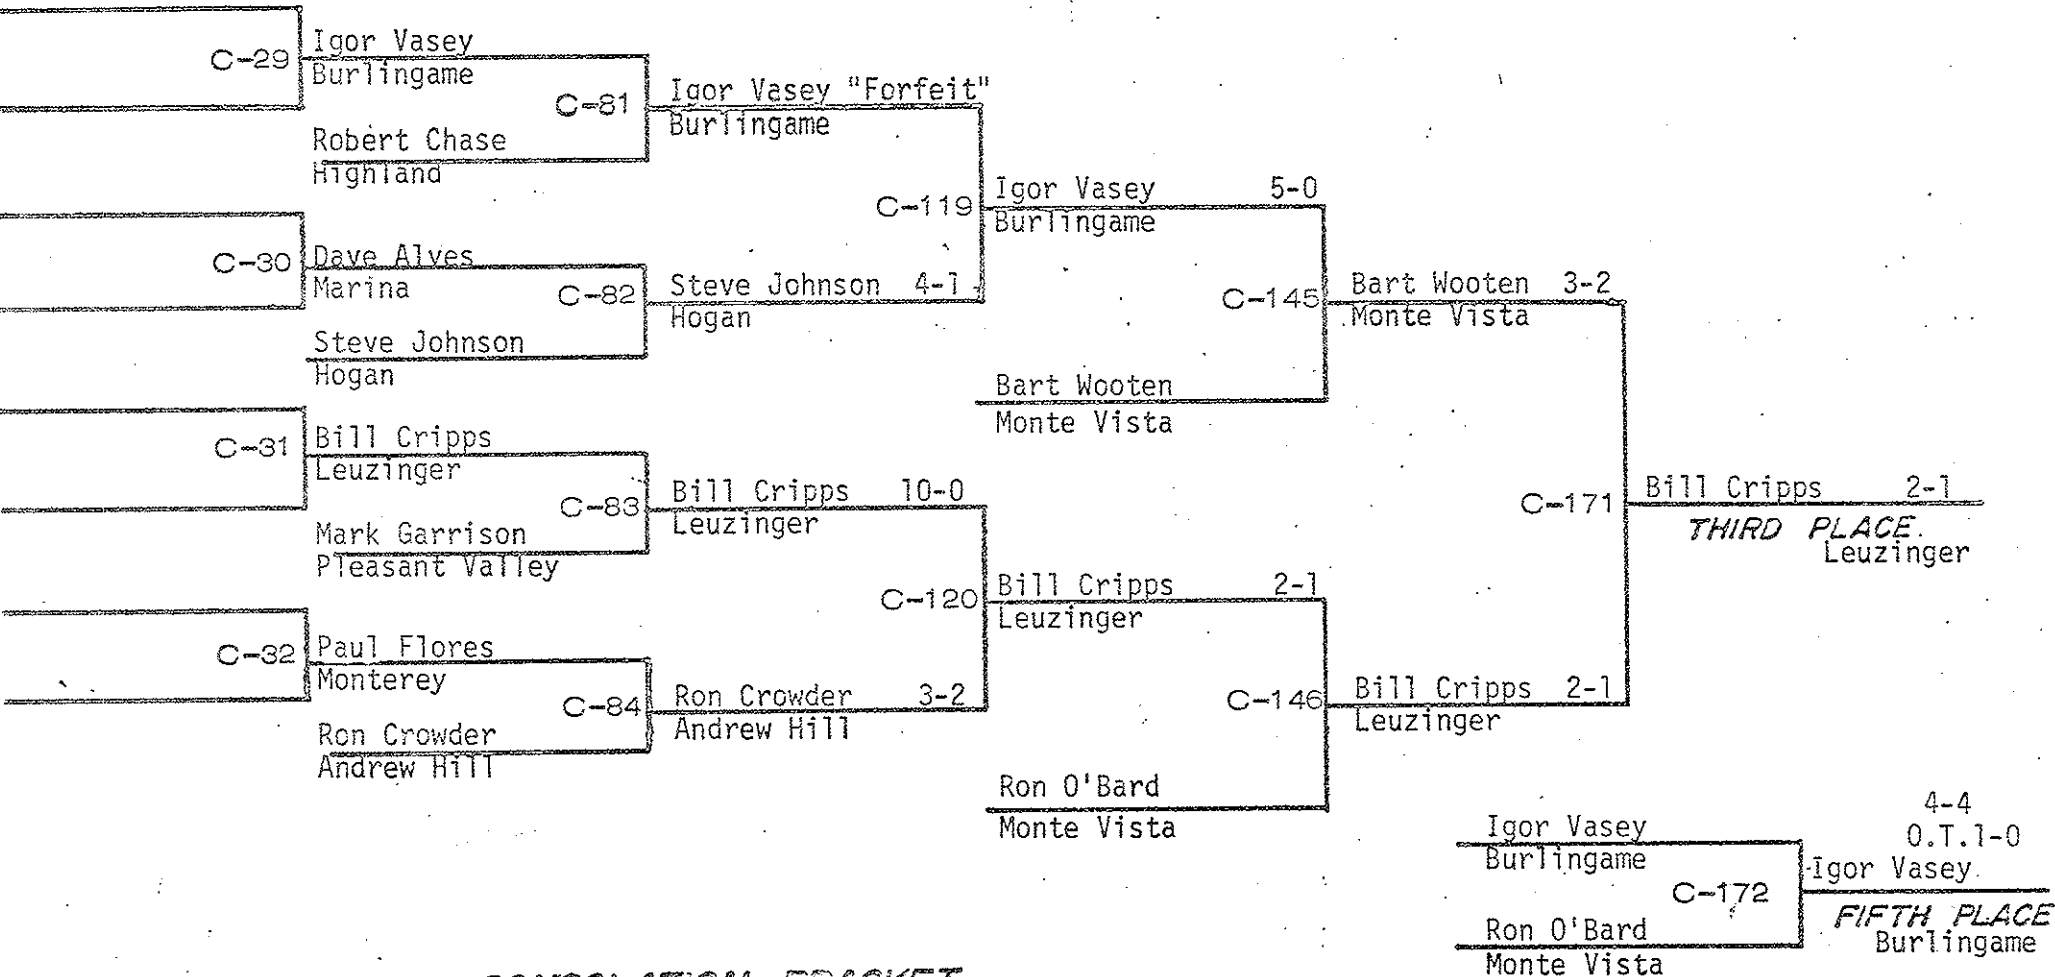 C-29
Igor Vasey
Burlingame
C-81
Robert Chase
Highland
Igor Vasey "Forfeit"
Burlingame
C-30
Dave Alves
Marina
C-82
Steve Johnson
Hogan
Steve Johnson 4-1
Hogan
C-119
Igor Vasey 5-0
Burlingame
C-145
Bart Wooten
Monte Vista
Bart Wooten 3-2
Monte Vista
C-31
Bill Cripps
Leuzinger
C-83
Mark Garrison
Pleasant Valley
Bill Cripps 10-0
Leuzinger
C-32
Paul Flores
Monterey
C-84
Ron Crowder
Andrew Hill
Ron Crowder 3-2
Andrew Hill
C-120
Bill Cripps 2-1
Leuzinger
C-146
Ron O'Bard
Monte Vista
Bill Cripps 2-1
Leuzinger
C-171
Bill Cripps 2-1
THIRD PLACE.
Leuzinger
Igor Vasey
Burlingame
C-172
Ron O'Bard
Monte Vista
4-4
O.T.1-0
Igor Vasey
FIFTH PLACE
Burlingame
CONSOLATION BRACKET